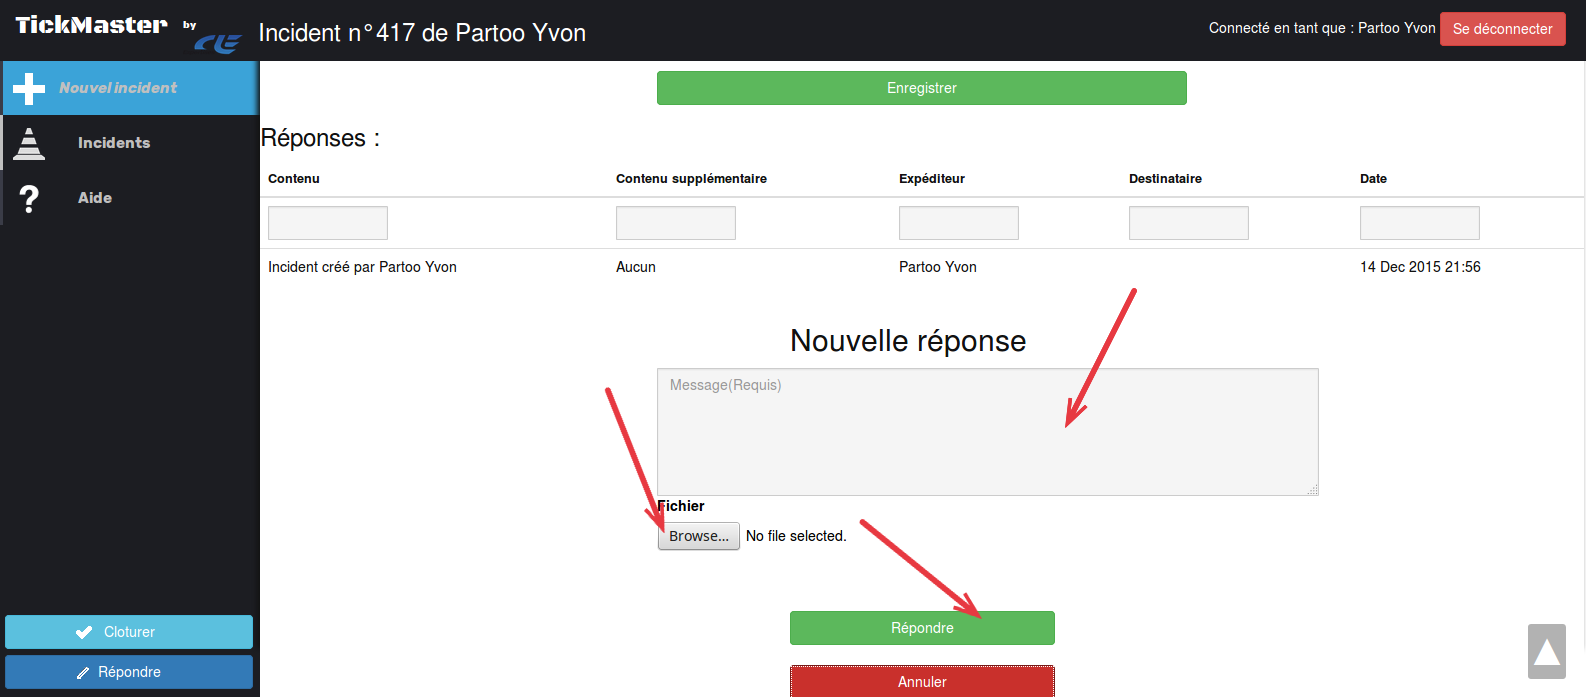 TickMaster by CLE Incident n°417 de Partoo Yvon Connecté en tant que : Partoo Yvon Se déconnecter
Nouvel incident
Incidents
Aide
Enregistrer
Réponses :
Contenu Contenu supplémentaire Expéditeur Destinataire Date
Incident créé par Partoo Yvon Aucun Partoo Yvon 14 Dec 2015 21:56
Nouvelle réponse
Message(Requis)
Fichier
Browse... No file selected.
Répondre
Annuler
Cloturer
Répondre